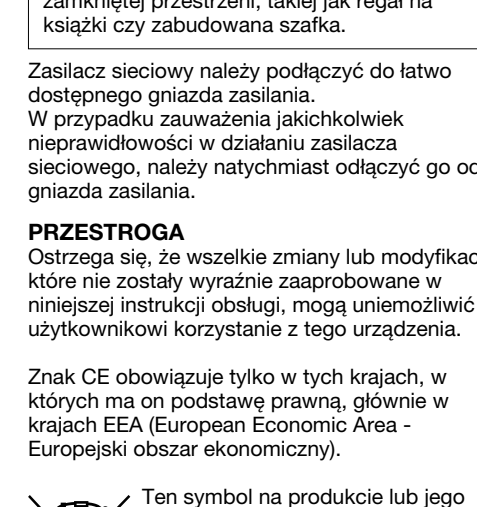 zamkniętej przestrzeni, takiej jak regał na
książki czy zabudowana szafka.
Zasilacz sieciowy należy podłączyć do łatwo
dostępnego gniazda zasilania.
W przypadku zauważenia jakichkolwiek
nieprawidłowości w działaniu zasilacza
sieciowego, należy natychmiast odłączyć go od
gniazda zasilania.
PRZESTROGA
Ostrzega się, że wszelkie zmiany lub modyfikac
które nie zostały wyraźnie zaaprobowane w
niniejszej instrukcji obsługi, mogą uniemożliwić
użytkownikowi korzystanie z tego urządzenia.
Znak CE obowiązuje tylko w tych krajach, w
których ma on podstawę prawną, głównie w
krajach EEA (European Economic Area -
Europejski obszar ekonomiczny).
Ten symbol na produkcie lub jego